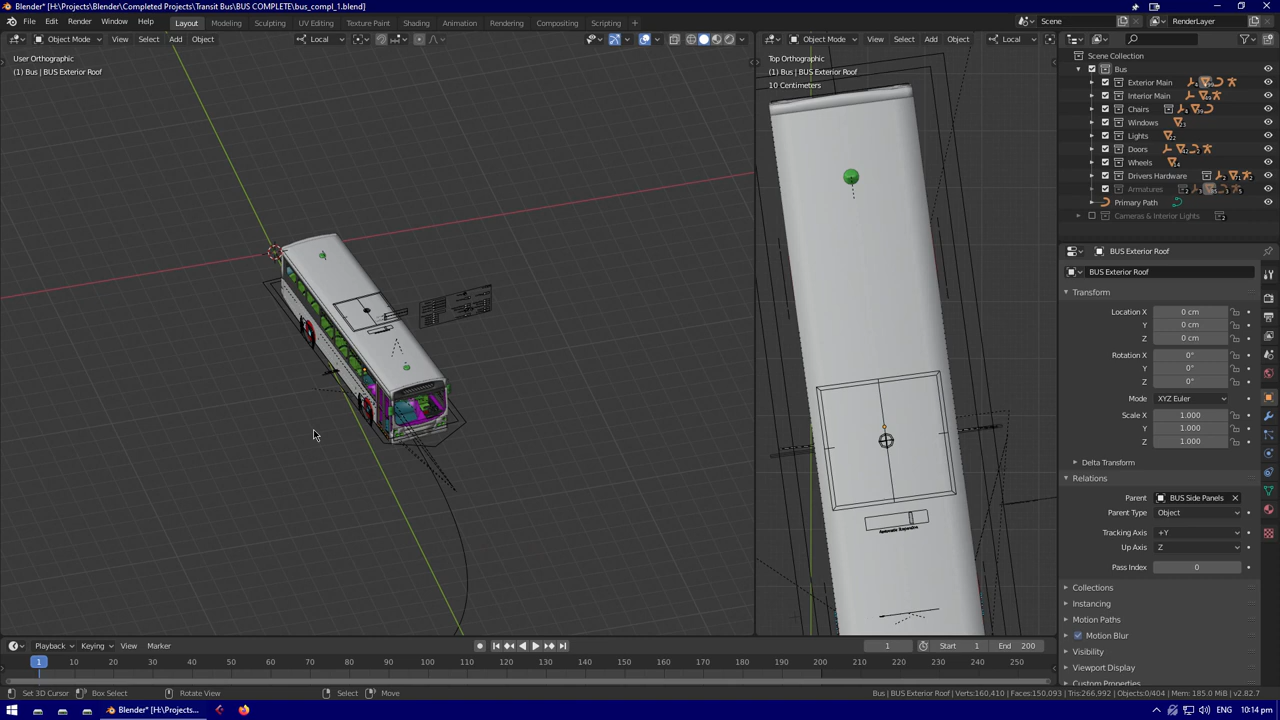 Blender* [H:\Projects\Blender\Completed Projects\Transit Bus\BUS COMPLETE\bus_compl_1.blend]
File Edit Render Window Help Layout Modeling Sculpting UV Editing Texture Paint Shading Animation Rendering Compositing Scripting Scene RenderLayer
Object Mode View Select Add Object Local
Object Mode View Select Add Object Local
User Orthographic
(1) Bus | BUS Exterior Roof
Top Orthographic
(1) Bus | BUS Exterior Roof
10 Centimeters
Automatic Suspension
Scene Collection
Bus
Exterior Main
Interior Main
Chairs
Windows
Lights
Doors
Wheels
Drivers Hardware
Armatures
Primary Path
Cameras & Interior Lights
BUS Exterior Roof
BUS Exterior Roof
Transform
Location X 0 cm
Y 0 cm
Z 0 cm
Rotation X 0°
Y 0°
Z 0°
Mode XYZ Euler
Scale X 1.000
Y 1.000
Z 1.000
Delta Transform
Relations
Parent BUS Side Panels
Parent Type Object
Tracking Axis +Y
Up Axis Z
Pass Index 0
Collections
Instancing
Motion Paths
Motion Blur
Visibility
Viewport Display
Custom Properties
Playback Keying View Marker 1 Start 1 End 200
1 10 20 30 40 50 60 70 80 90 100 110 120 130 140 150 160 170 180 190 200 210 220 230 240 250
Set 3D Cursor Box Select Rotate View Select Move Bus | BUS Exterior Roof | Verts:160,410 | Faces:150,093 | Tris:266,992 | Objects:0/404 | Mem: 185.0 MiB | v2.82.7
Blender* [H:\Projects... ENG 10:14 pm